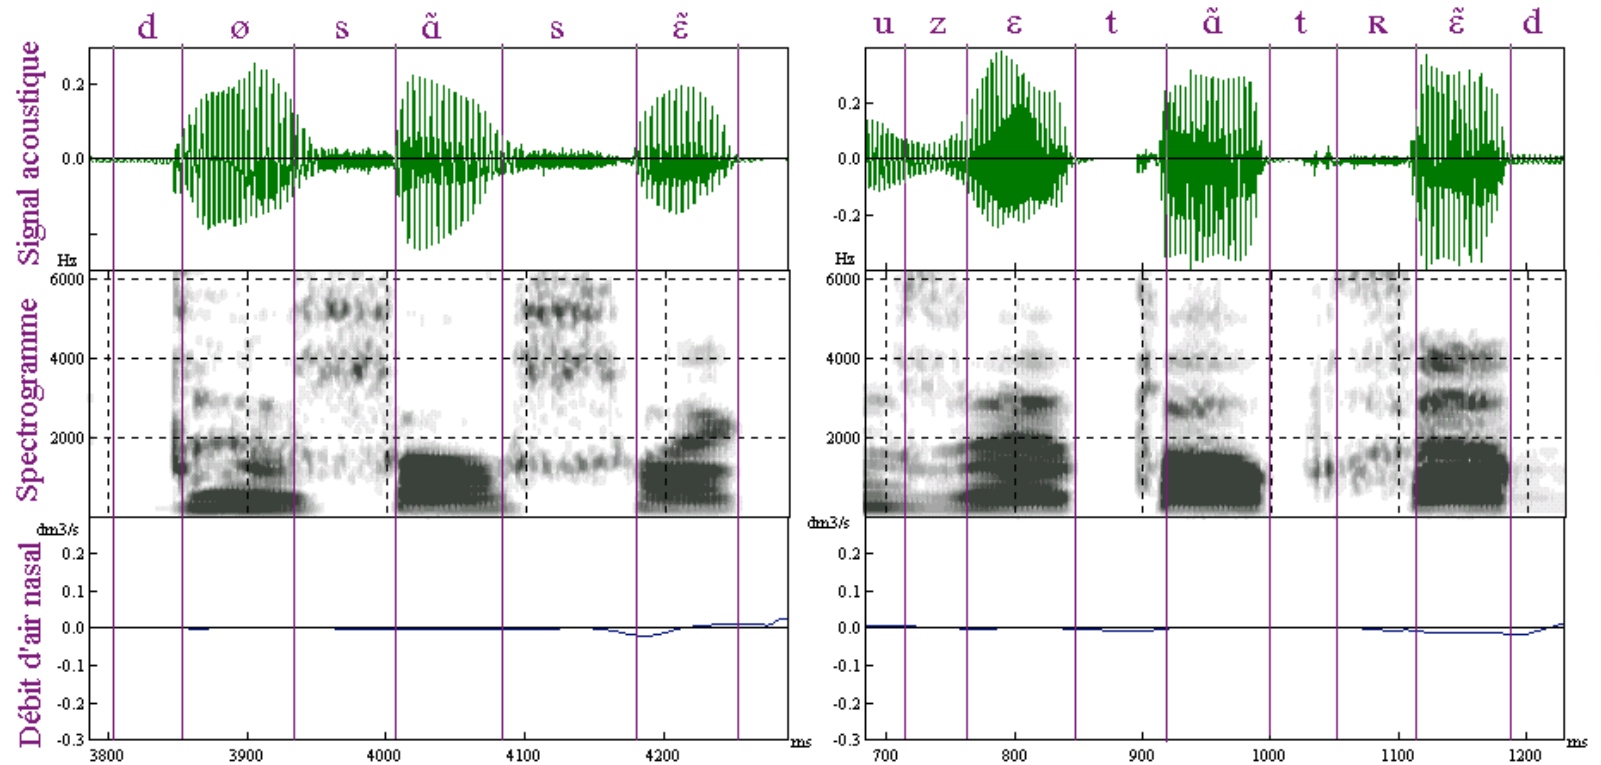 d ø s ɑ̃ s ɛ̃
u z ɛ t ɑ̃ t ʀ ɛ̃ d
Signal acoustique
0.2
0.0
0.2
0.0
-0.2
Hz
Hz
Spectrogramme
6000
4000
2000
6000
4000
2000
dm3/s
dm3/s
Débit d'air nasal
0.2
0.1
0.0
-0.1
-0.2
-0.3
0.2
0.1
0.0
-0.1
-0.2
-0.3
3800 3900 4000 4100 4200 ms
700 800 900 1000 1100 1200 ms